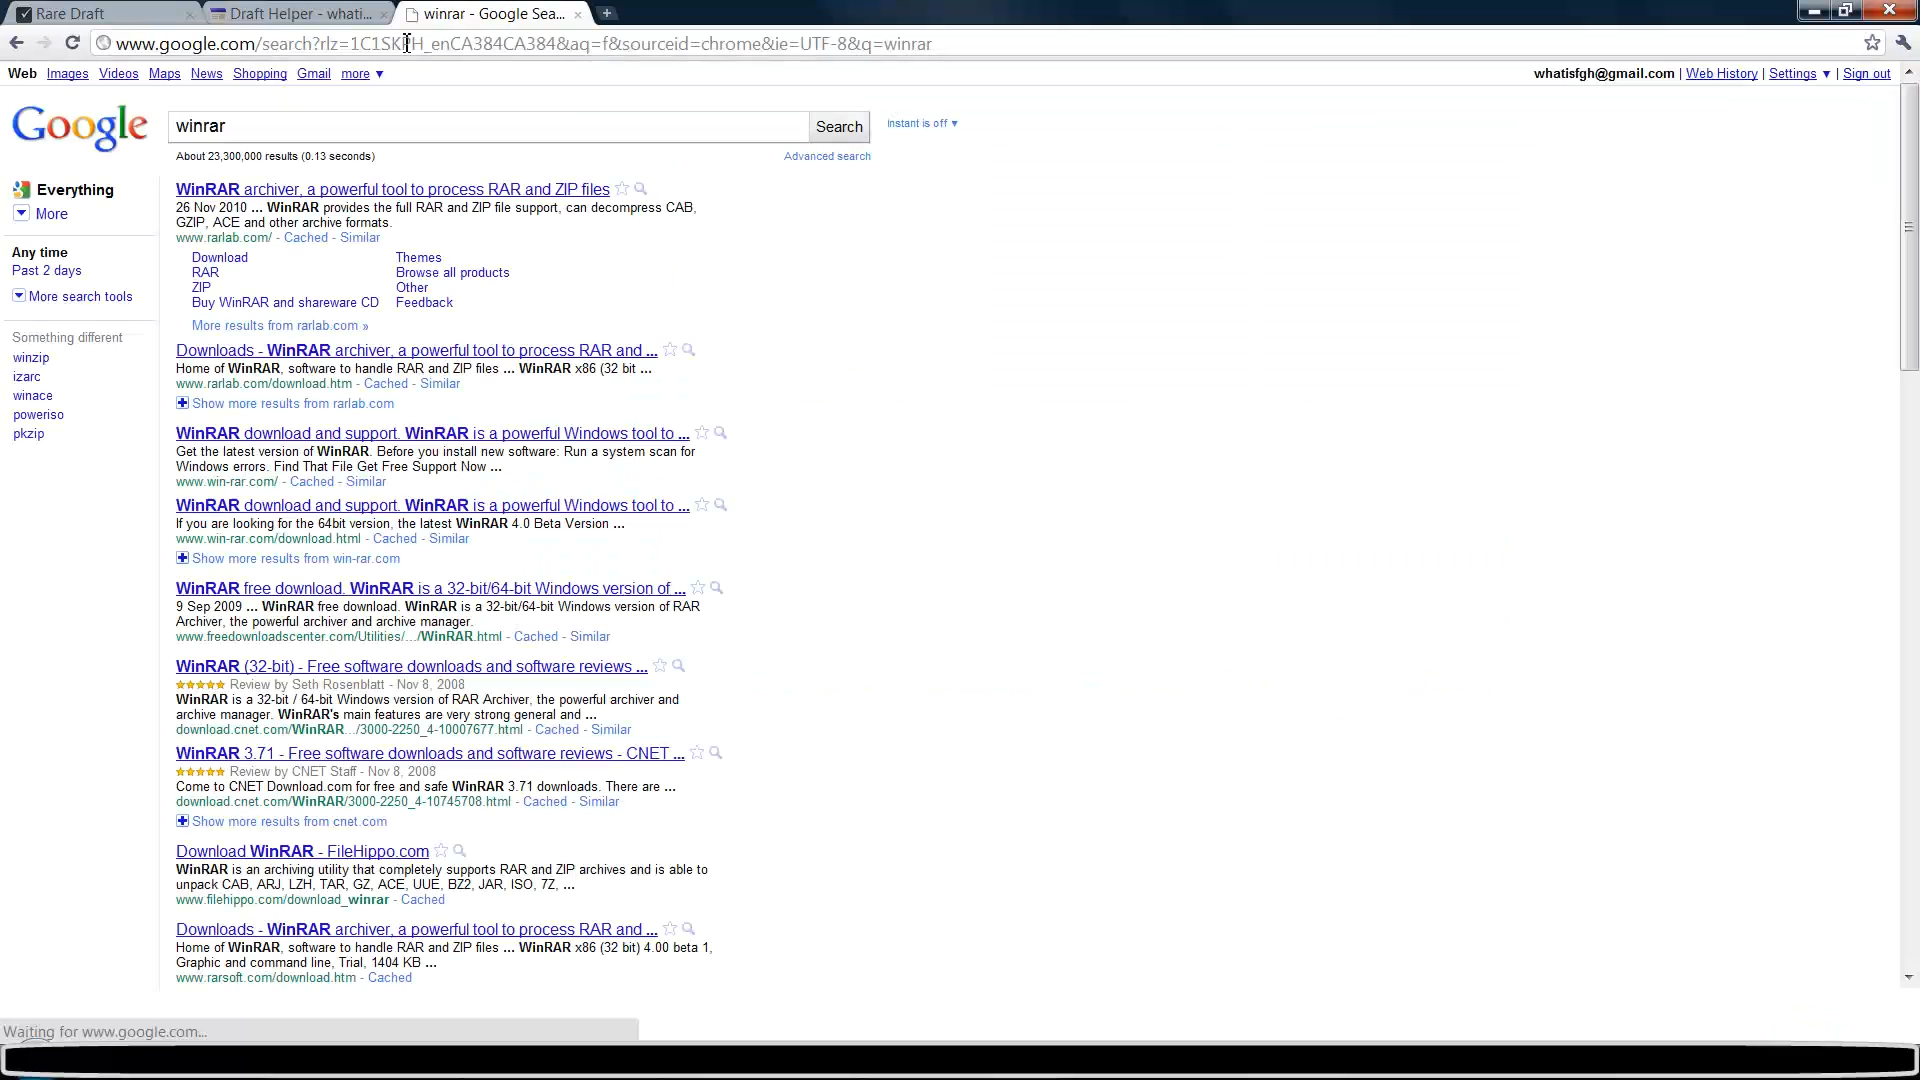 Rare Draft
Draft Helper - whati...
winrar - Google Sea...
www.google.com/search?rlz=1C1SKPH_enCA384CA384&aq=f&sourceid=chrome&ie=UTF-8&q=winrar
Web Images Videos Maps News Shopping Gmail more ▼
whatisfgh@gmail.com | Web History | Settings ▼ | Sign out
Google
winrar
Search
Instant is off ▼
About 23,300,000 results (0.13 seconds)
Advanced search
Everything
More
Any time
Past 2 days
More search tools
Something different
winzip
izarc
winace
poweriso
pkzip
WinRAR archiver, a powerful tool to process RAR and ZIP files
26 Nov 2010 ... WinRAR provides the full RAR and ZIP file support, can decompress CAB,
GZIP, ACE and other archive formats.
www.rarlab.com/ - Cached - Similar
Download Themes
RAR Browse all products
ZIP Other
Buy WinRAR and shareware CD Feedback
More results from rarlab.com »
Downloads - WinRAR archiver, a powerful tool to process RAR and ...
Home of WinRAR, software to handle RAR and ZIP files ... WinRAR x86 (32 bit ...
www.rarlab.com/download.htm - Cached - Similar
Show more results from rarlab.com
WinRAR download and support. WinRAR is a powerful Windows tool to ...
Get the latest version of WinRAR. Before you install new software: Run a system scan for
Windows errors. Find That File Get Free Support Now ...
www.win-rar.com/ - Cached - Similar
WinRAR download and support. WinRAR is a powerful Windows tool to ...
If you are looking for the 64bit version, the latest WinRAR 4.0 Beta Version ...
www.win-rar.com/download.html - Cached - Similar
Show more results from win-rar.com
WinRAR free download. WinRAR is a 32-bit/64-bit Windows version of ...
9 Sep 2009 ... WinRAR free download. WinRAR is a 32-bit/64-bit Windows version of RAR
Archiver, the powerful archiver and archive manager.
www.freedownloadscenter.com/Utilities/.../WinRAR.html - Cached - Similar
WinRAR (32-bit) - Free software downloads and software reviews ...
Review by Seth Rosenblatt - Nov 8, 2008
WinRAR is a 32-bit / 64-bit Windows version of RAR Archiver, the powerful archiver and
archive manager. WinRAR's main features are very strong general and ...
download.cnet.com/WinRAR.../3000-2250_4-10007677.html - Cached - Similar
WinRAR 3.71 - Free software downloads and software reviews - CNET ...
Review by CNET Staff - Nov 8, 2008
Come to CNET Download.com for free and safe WinRAR 3.71 downloads. There are ...
download.cnet.com/WinRAR/3000-2250_4-10745708.html - Cached - Similar
Show more results from cnet.com
Download WinRAR - FileHippo.com
WinRAR is an archiving utility that completely supports RAR and ZIP archives and is able to
unpack CAB, ARJ, LZH, TAR, GZ, ACE, UUE, BZ2, JAR, ISO, 7Z, ...
www.filehippo.com/download_winrar - Cached
Downloads - WinRAR archiver, a powerful tool to process RAR and ...
Home of WinRAR, software to handle RAR and ZIP files ... WinRAR x86 (32 bit) 4.00 beta 1,
Graphic and command line, Trial, 1404 KB ...
www.rarsoft.com/download.htm - Cached
Waiting for www.google.com...